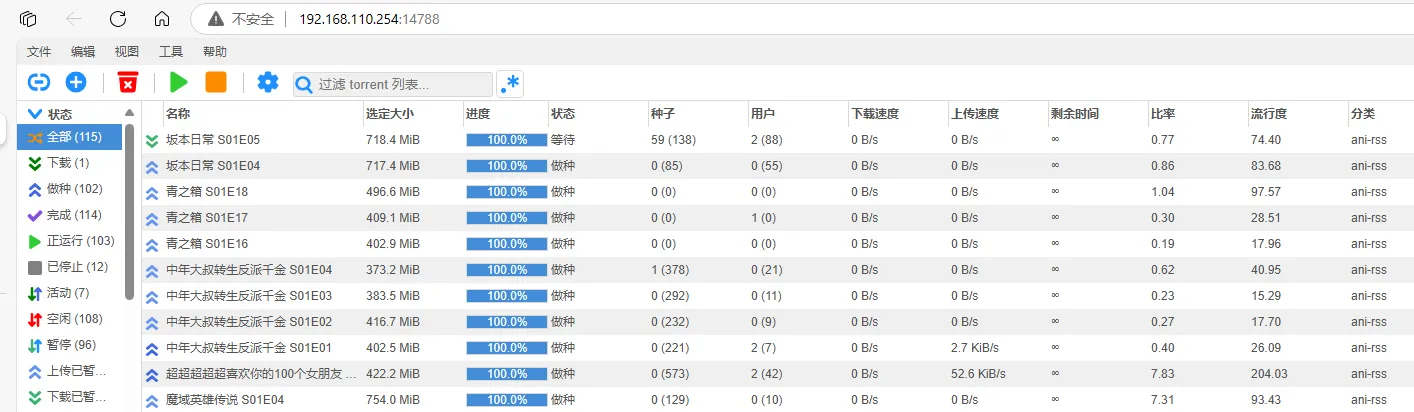 不安全 192.168.110.254:14788
文件 编辑 视图 工具 帮助
过滤 torrent 列表... .*
状态 名称 选定大小 进度 状态 种子 用户 下载速度 上传速度 剩余时间 比率 流行度 分类
全部 (115) 坂本日常 S01E05 718.4 MiB 100.0% 等待 59 (138) 2 (88) 0 B/s 0 B/s ∞ 0.77 74.40 ani-rss
下载 (1) 坂本日常 S01E04 717.4 MiB 100.0% 做种 0 (85) 0 (55) 0 B/s 0 B/s ∞ 0.86 83.68 ani-rss
做种 (102) 青之箱 S01E18 496.6 MiB 100.0% 做种 0 (0) 0 (0) 0 B/s 0 B/s ∞ 1.04 97.57 ani-rss
完成 (114) 青之箱 S01E17 409.1 MiB 100.0% 做种 0 (0) 1 (0) 0 B/s 0 B/s ∞ 0.30 28.51 ani-rss
正运行 (103) 青之箱 S01E16 402.9 MiB 100.0% 做种 0 (0) 0 (0) 0 B/s 0 B/s ∞ 0.19 17.96 ani-rss
已停止 (12) 中年大叔转生反派千金 S01E04 373.2 MiB 100.0% 做种 1 (378) 0 (21) 0 B/s 0 B/s ∞ 0.62 40.95 ani-rss
活动 (7) 中年大叔转生反派千金 S01E03 383.5 MiB 100.0% 做种 0 (292) 0 (11) 0 B/s 0 B/s ∞ 0.23 15.29 ani-rss
空闲 (108) 中年大叔转生反派千金 S01E02 416.7 MiB 100.0% 做种 0 (232) 0 (9) 0 B/s 0 B/s ∞ 0.27 17.70 ani-rss
暂停 (96) 中年大叔转生反派千金 S01E01 402.5 MiB 100.0% 做种 0 (221) 2 (7) 0 B/s 2.7 KiB/s ∞ 0.40 26.09 ani-rss
上传已暂... 超超超超超喜欢你的100个女朋友 ... 422.2 MiB 100.0% 做种 0 (573) 2 (42) 0 B/s 52.6 KiB/s ∞ 7.83 204.03 ani-rss
下载已暂... 魔域英雄传说 S01E04 754.0 MiB 100.0% 做种 0 (129) 0 (10) 0 B/s 0 B/s ∞ 7.31 93.43 ani-rss